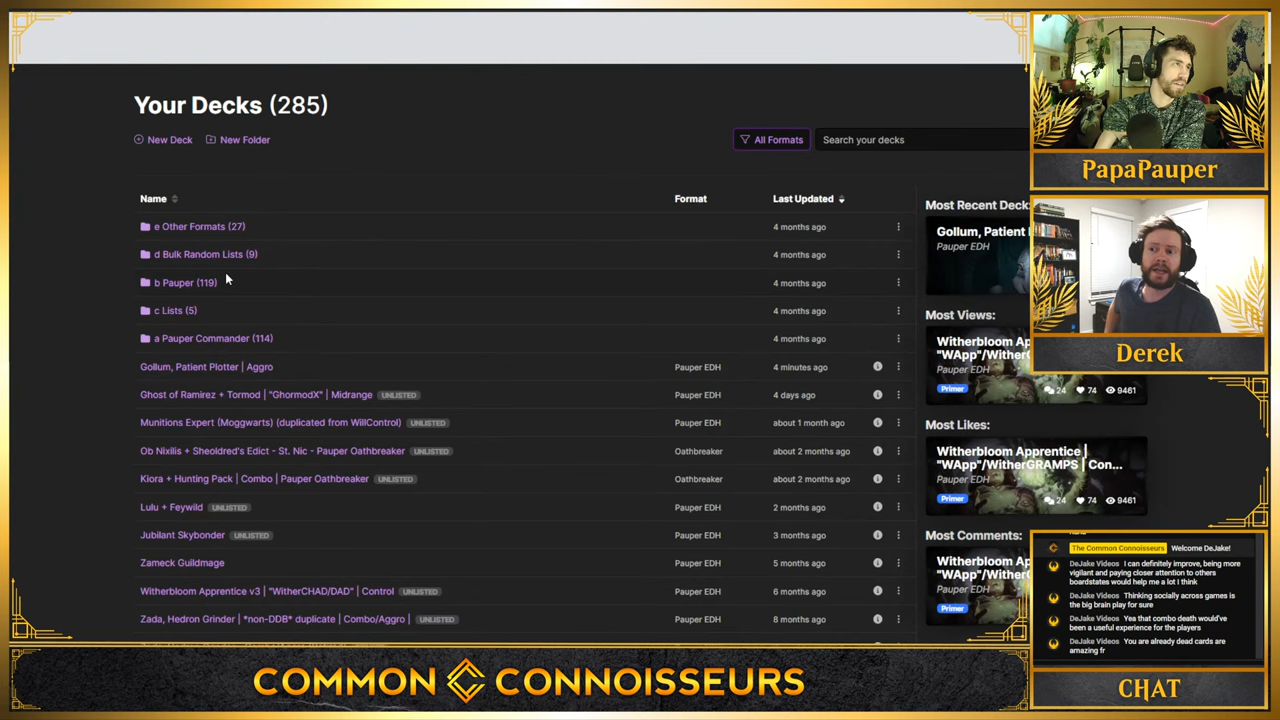 Your Decks (285)
New Deck
New Folder
All Formats
Search your decks
Name
Format
Last Updated
e Other Formats (27)
4 months ago
d Bulk Random Lists (9)
4 months ago
b Pauper (119)
4 months ago
c Lists (5)
4 months ago
a Pauper Commander (114)
4 months ago
Gollum, Patient Plotter | Aggro
Pauper EDH
4 minutes ago
Ghost of Ramirez + Tormod | "GhormodX" | Midrange UNLISTED
Pauper EDH
4 days ago
Munitions Expert (Moggwarts) (duplicated from WillControl) UNLISTED
Pauper EDH
about 1 month ago
Ob Nixilis + Sheoldred's Edict - St. Nic - Pauper Oathbreaker UNLISTED
Oathbreaker
about 2 months ago
Kiora + Hunting Pack | Combo | Pauper Oathbreaker UNLISTED
Oathbreaker
about 2 months ago
Lulu + Feywild UNLISTED
Pauper EDH
2 months ago
Jubilant Skybonder UNLISTED
Pauper EDH
3 months ago
Zameck Guildmage
Pauper EDH
5 months ago
Witherbloom Apprentice v3 | "WitherCHAD/DAD" | Control UNLISTED
Pauper EDH
6 months ago
Zada, Hedron Grinder | *non-DDB* duplicate | Combo/Aggro | UNLISTED
Pauper EDH
8 months ago
Most Recent Deck:
Gollum, Patient
Pauper EDH
Most Views:
Witherbloom Ap
"WApp"/Wither
Pauper EDH
Primer
24
74
9461
Most Likes:
Witherbloom Apprentice |
"WApp"/WitherGRAMPS | Con...
Pauper EDH
Primer
24
74
9461
Most Comments:
Witherbloom Ap
"WApp"/Wither
Pauper EDH
Primer
PapaPauper
Derek
The Common Connoisseurs Welcome DeJake!
DeJake Videos I can definitely improve, being more
vigilant and paying closer attention to others
boardstates would help me a lot I think
DeJake Videos Thinking socially across games is
the big brain play for sure
DeJake Videos Yea that combo death would've
been a useful experience for the players
DeJake Videos You are already dead cards are
amazing fr
CHAT
COMMON CONNOISSEURS